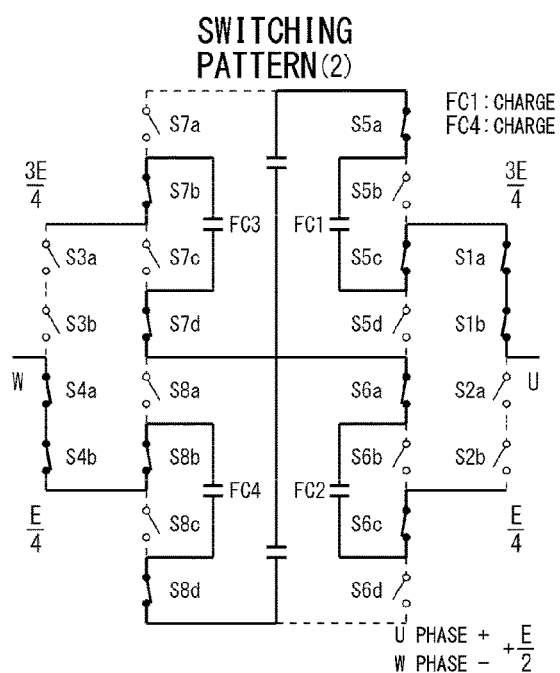 SWITCHING
PATTERN(2)
FC1:CHARGE
FC4:CHARGE
S7a
S5a
3E
4
S7b
S5b
3E
4
FC3
FC1
S3a
S7c
S5c
S1a
S3b
S7d
S5d
S1b
W
U
S4a
S8a
S6a
S2a
S4b
S8b
S6b
S2b
FC4
FC2
E
4
S8c
S6c
E
4
S8d
S6d
U PHASE +
W PHASE -
+E
2